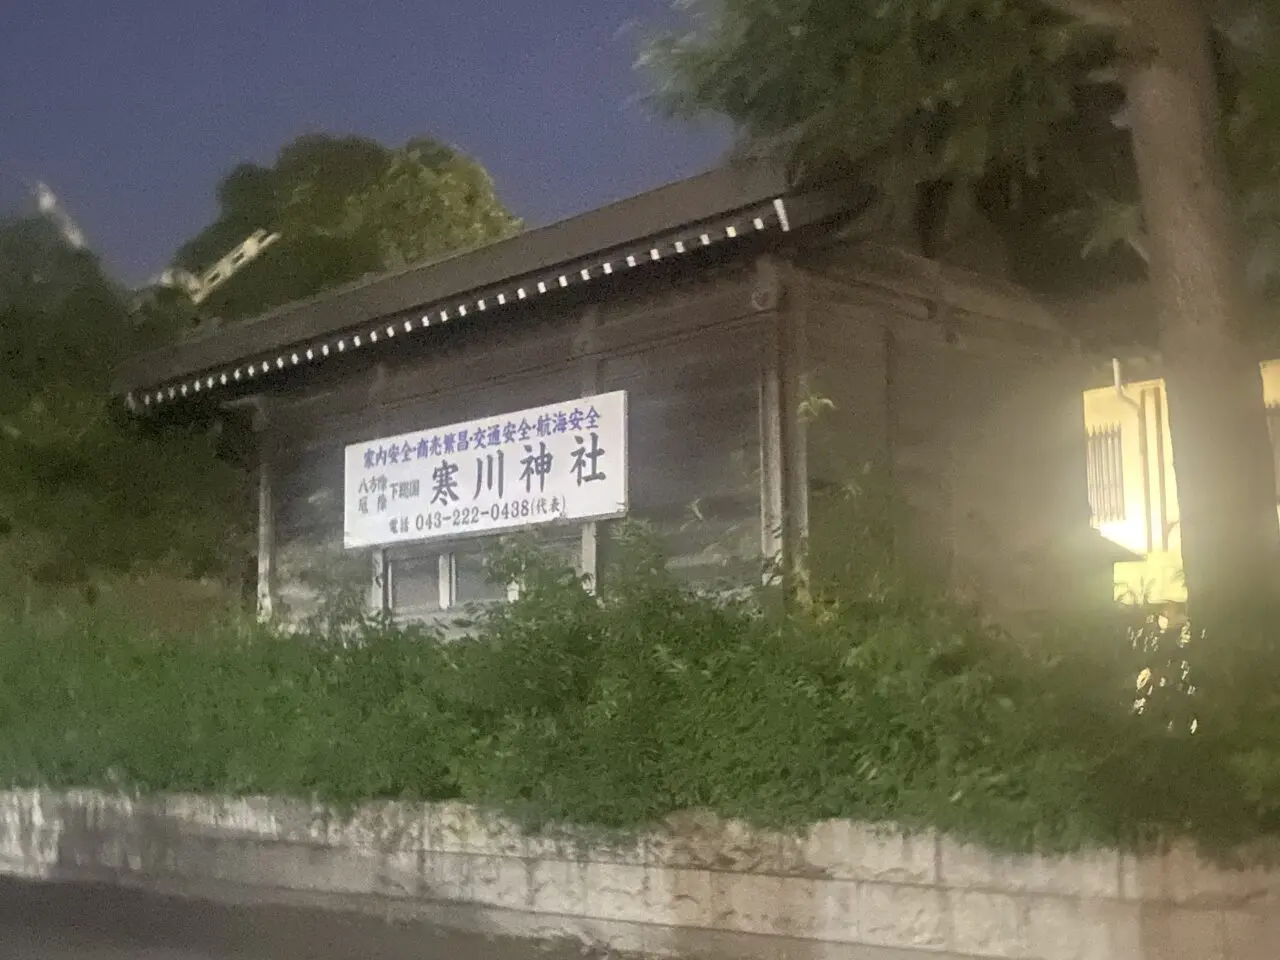 家内安全・商売繁昌・交通安全・航海安全
八方除
厄除
下総国
寒川神社
電話 043-222-0438(代表)